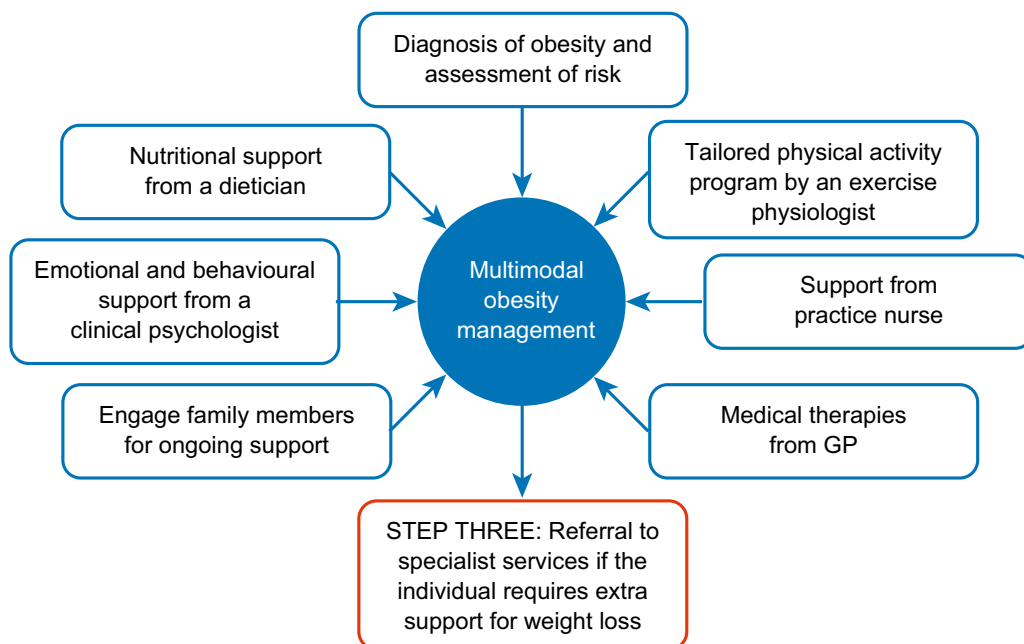 Diagnosis of obesity and
assessment of risk
Nutritional support
from a dietician
Tailored physical activity
program by an exercise
physiologist
Emotional and behavioural
support from a
clinical psychologist
Multimodal
obesity
management
Support from
practice nurse
Engage family members
for ongoing support
Medical therapies
from GP
STEP THREE: Referral to
specialist services if the
individual requires extra
support for weight loss